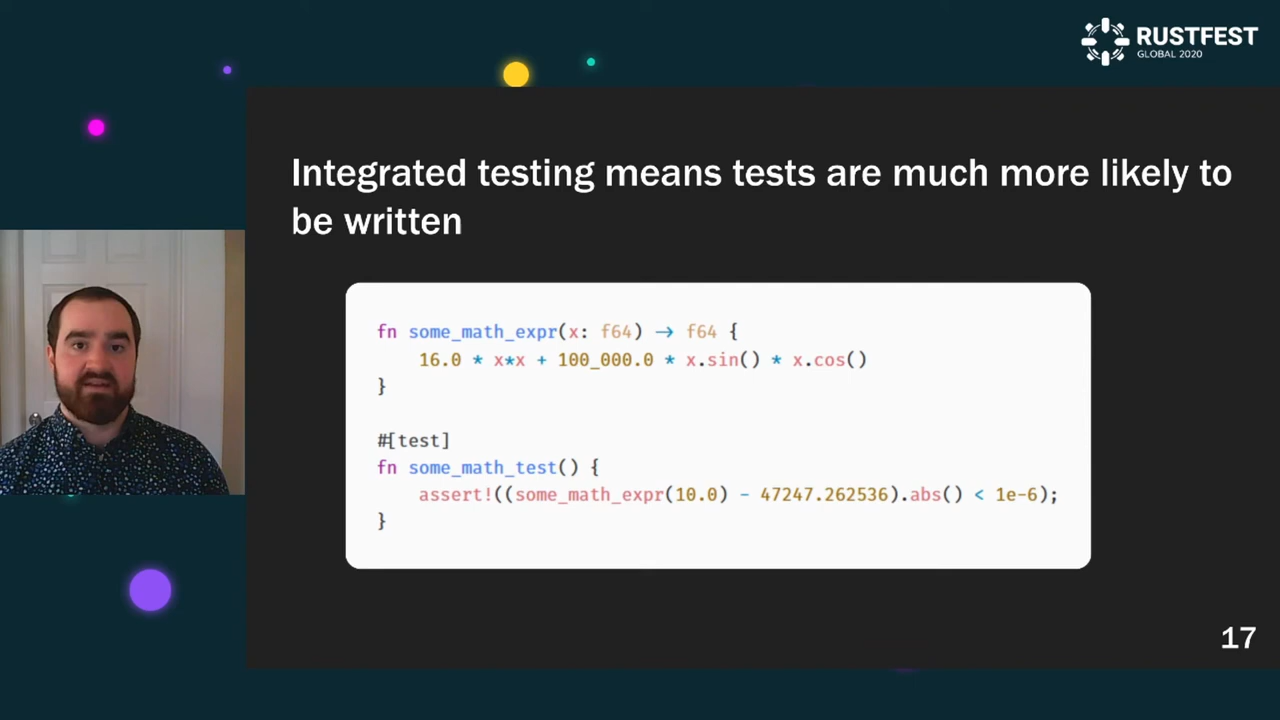 RUSTFEST
GLOBAL 2020
Integrated testing means tests are much more likely to
be written
fn some_math_expr(x: f64) → f64 {
    16.0 * x*x + 100_000.0 * x.sin() * x.cos()
}
#[test]
fn some_math_test() {
    assert!((some_math_expr(10.0) - 47247.262536).abs() < 1e-6);
}
17